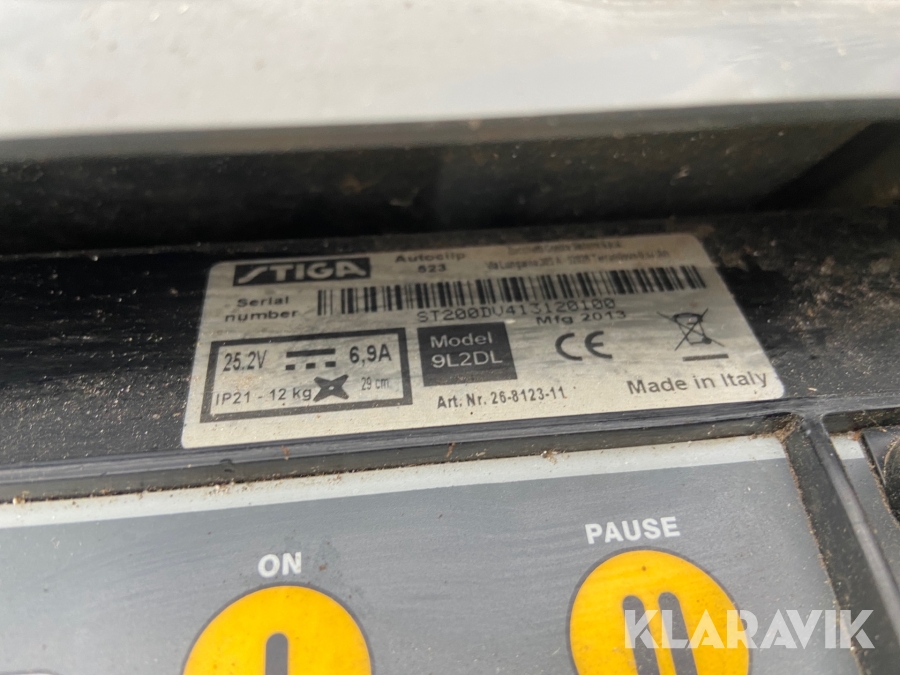 STIGA
Autoclip
523
Serial
number
ST200DV413120100
Mfg 2013
25.2V 6,9A
IP21 - 12 kg 29 cm.
Model
9L2DL
CE
Art. Nr. 26-8123-11
Made in Italy
ON
PAUSE
KLARAVIK